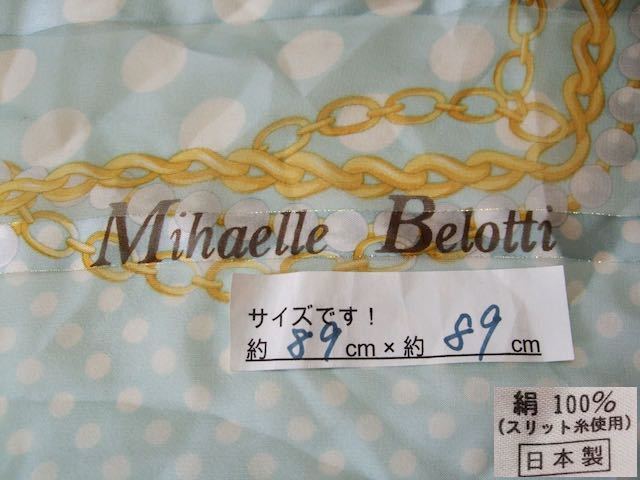 Mihaelle Belotti
サイズです！
約 89 cm × 約 89 cm
絹 100%
(スリット糸使用)
日本製